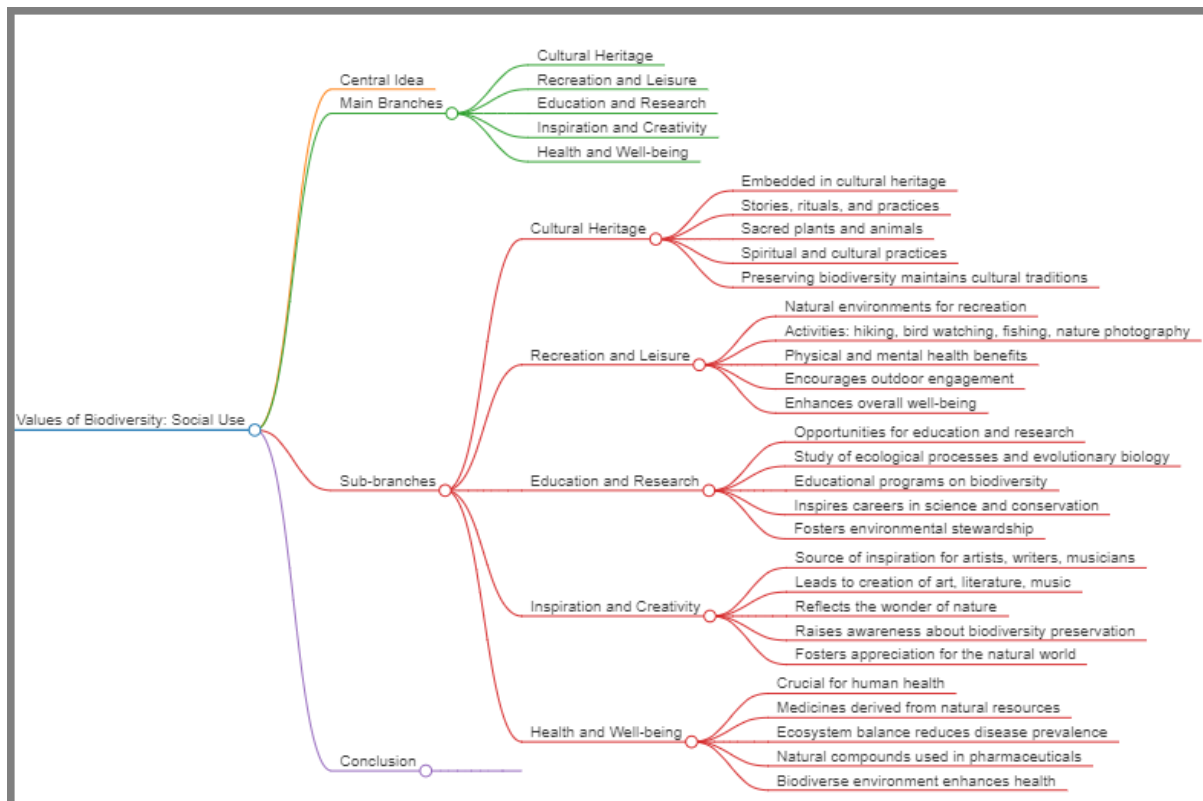 Values of Biodiversity: Social Use
Central Idea
Main Branches
Cultural Heritage
Recreation and Leisure
Education and Research
Inspiration and Creativity
Health and Well-being
Sub-branches
Cultural Heritage
Embedded in cultural heritage
Stories, rituals, and practices
Sacred plants and animals
Spiritual and cultural practices
Preserving biodiversity maintains cultural traditions
Recreation and Leisure
Natural environments for recreation
Activities: hiking, bird watching, fishing, nature photography
Physical and mental health benefits
Encourages outdoor engagement
Enhances overall well-being
Education and Research
Opportunities for education and research
Study of ecological processes and evolutionary biology
Educational programs on biodiversity
Inspires careers in science and conservation
Fosters environmental stewardship
Inspiration and Creativity
Source of inspiration for artists, writers, musicians
Leads to creation of art, literature, music
Reflects the wonder of nature
Raises awareness about biodiversity preservation
Fosters appreciation for the natural world
Health and Well-being
Crucial for human health
Medicines derived from natural resources
Ecosystem balance reduces disease prevalence
Natural compounds used in pharmaceuticals
Biodiverse environment enhances health
Conclusion